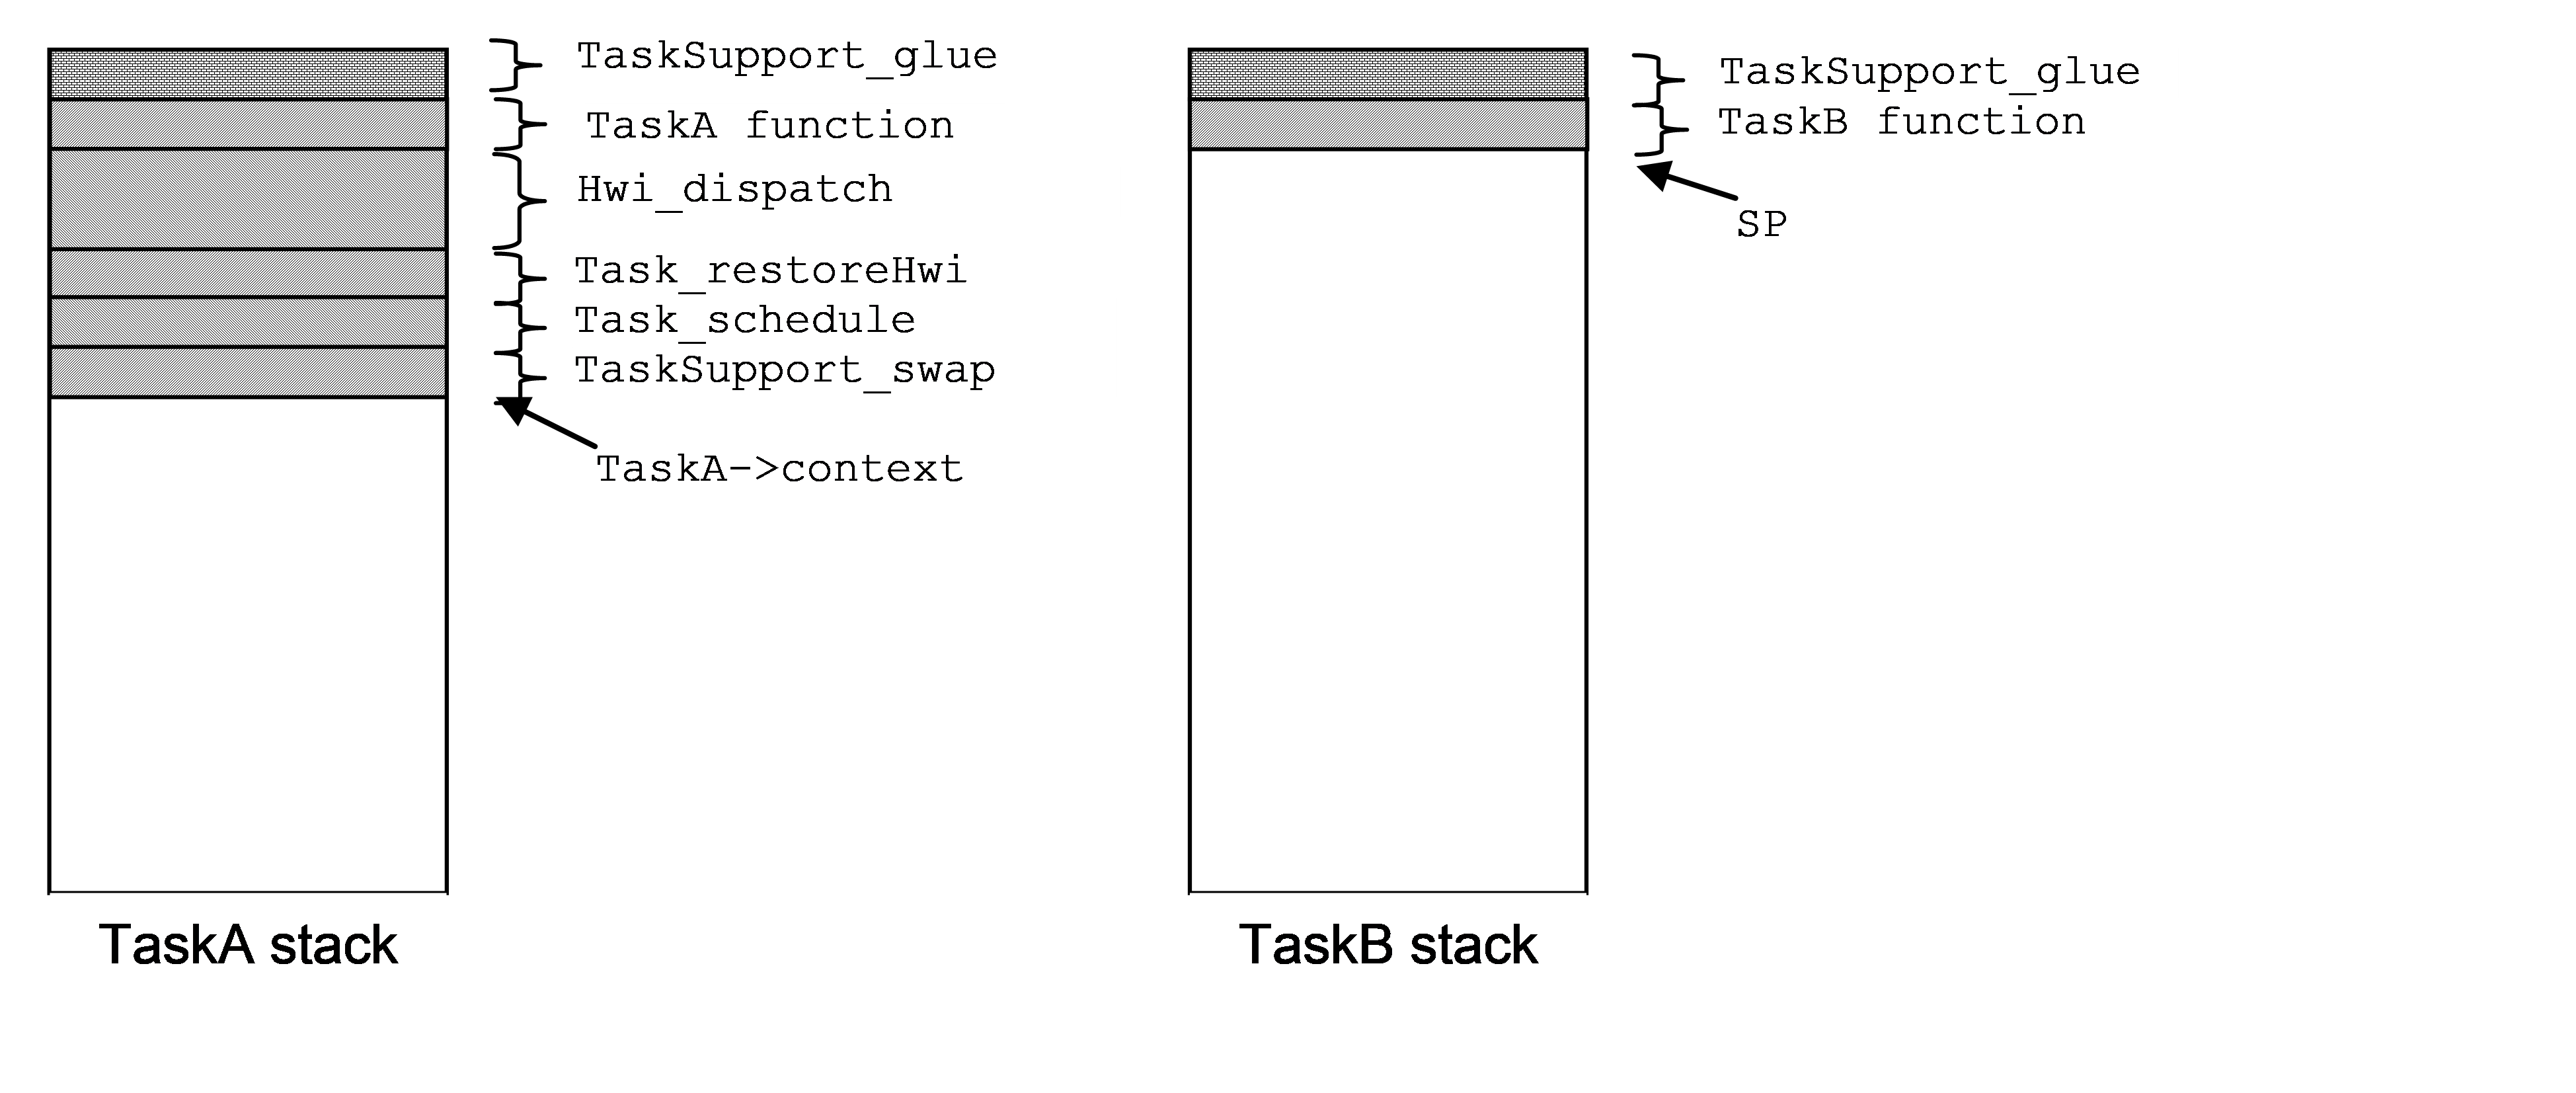 TaskSupport_glue
TaskA function
Hwi_dispatch
Task_restoreHwi
Task_schedule
TaskSupport_swap
TaskA->context
TaskA stack
TaskSupport_glue
TaskB function
SP
TaskB stack